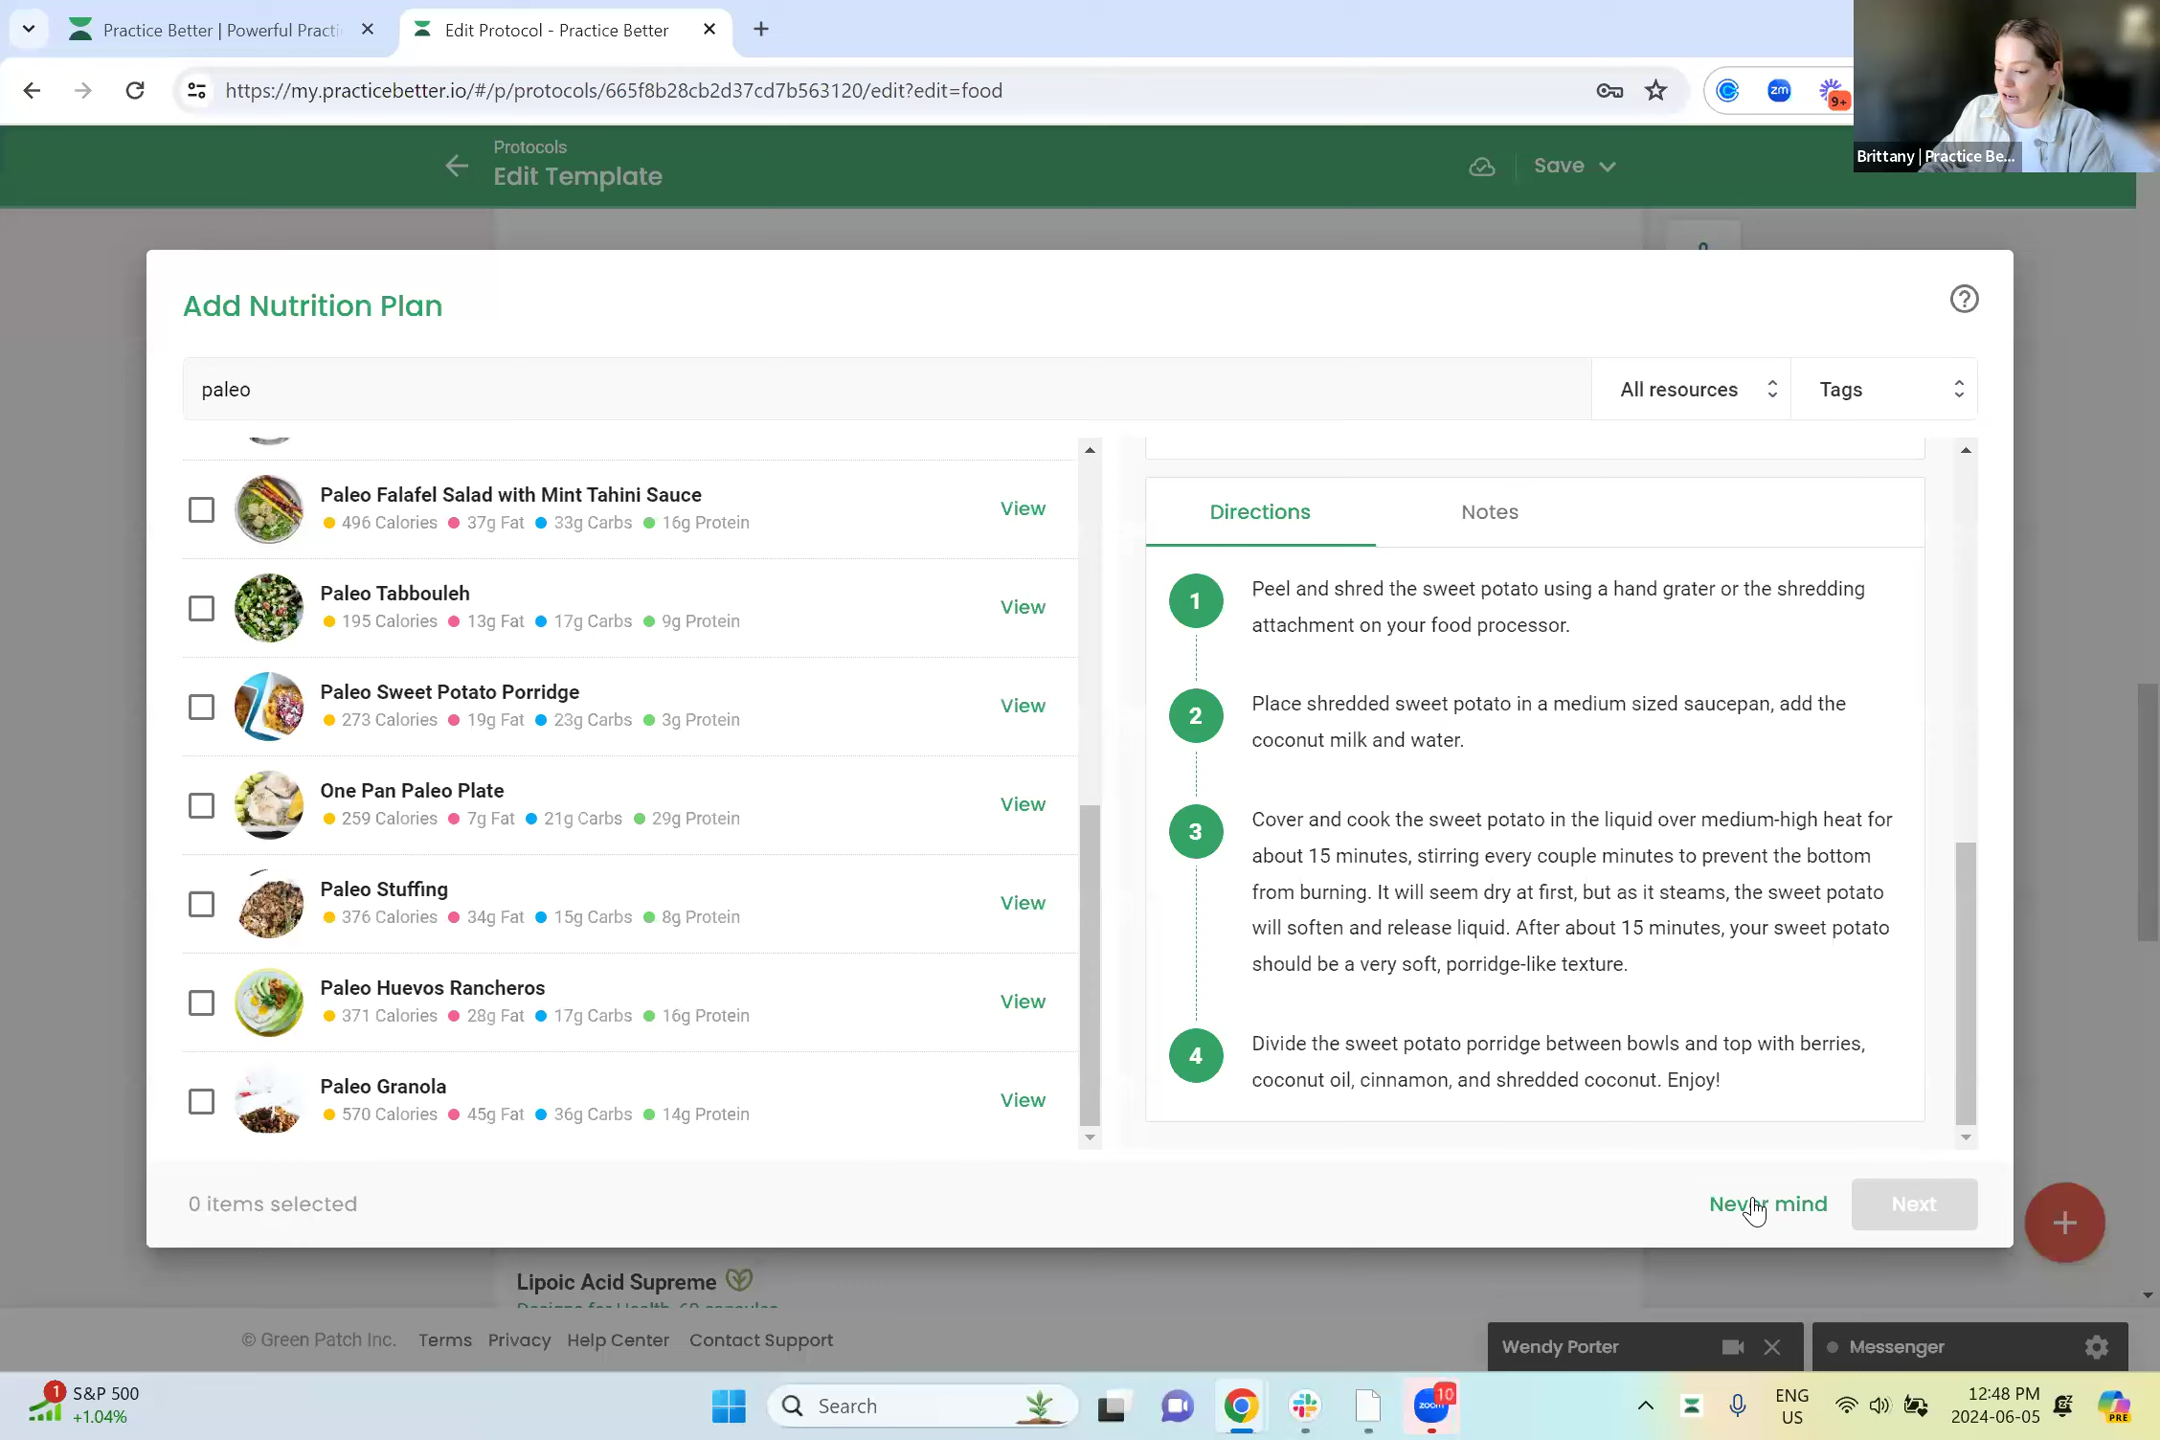 Practice Better | Powerful Practi
Edit Protocol - Practice Better
https://my.practicebetter.io/#/p/protocols/665f8b28cb2d37cd7b563120/edit?edit=food
zm
9+
Brittany | Practice Be...
Protocols
Edit Template
Save
Add Nutrition Plan
paleo
All resources
Tags
Paleo Falafel Salad with Mint Tahini Sauce
496 Calories 37g Fat 33g Carbs 16g Protein
View
Paleo Tabbouleh
195 Calories 13g Fat 17g Carbs 9g Protein
View
Paleo Sweet Potato Porridge
273 Calories 19g Fat 23g Carbs 3g Protein
View
One Pan Paleo Plate
259 Calories 7g Fat 21g Carbs 29g Protein
View
Paleo Stuffing
376 Calories 34g Fat 15g Carbs 8g Protein
View
Paleo Huevos Rancheros
371 Calories 28g Fat 17g Carbs 16g Protein
View
Paleo Granola
570 Calories 45g Fat 36g Carbs 14g Protein
View
Directions
Notes
1
Peel and shred the sweet potato using a hand grater or the shredding
attachment on your food processor.
2
Place shredded sweet potato in a medium sized saucepan, add the
coconut milk and water.
3
Cover and cook the sweet potato in the liquid over medium-high heat for
about 15 minutes, stirring every couple minutes to prevent the bottom
from burning. It will seem dry at first, but as it steams, the sweet potato
will soften and release liquid. After about 15 minutes, your sweet potato
should be a very soft, porridge-like texture.
4
Divide the sweet potato porridge between bowls and top with berries,
coconut oil, cinnamon, and shredded coconut. Enjoy!
0 items selected
Never mind
Next
Lipoic Acid Supreme
Designs for Health, 60 capsules
© Green Patch Inc. Terms Privacy Help Center Contact Support
Wendy Porter
Messenger
1
S&P 500
+1.04%
Search
zoom
10
ENG
US
12:48 PM
2024-06-05
PRE